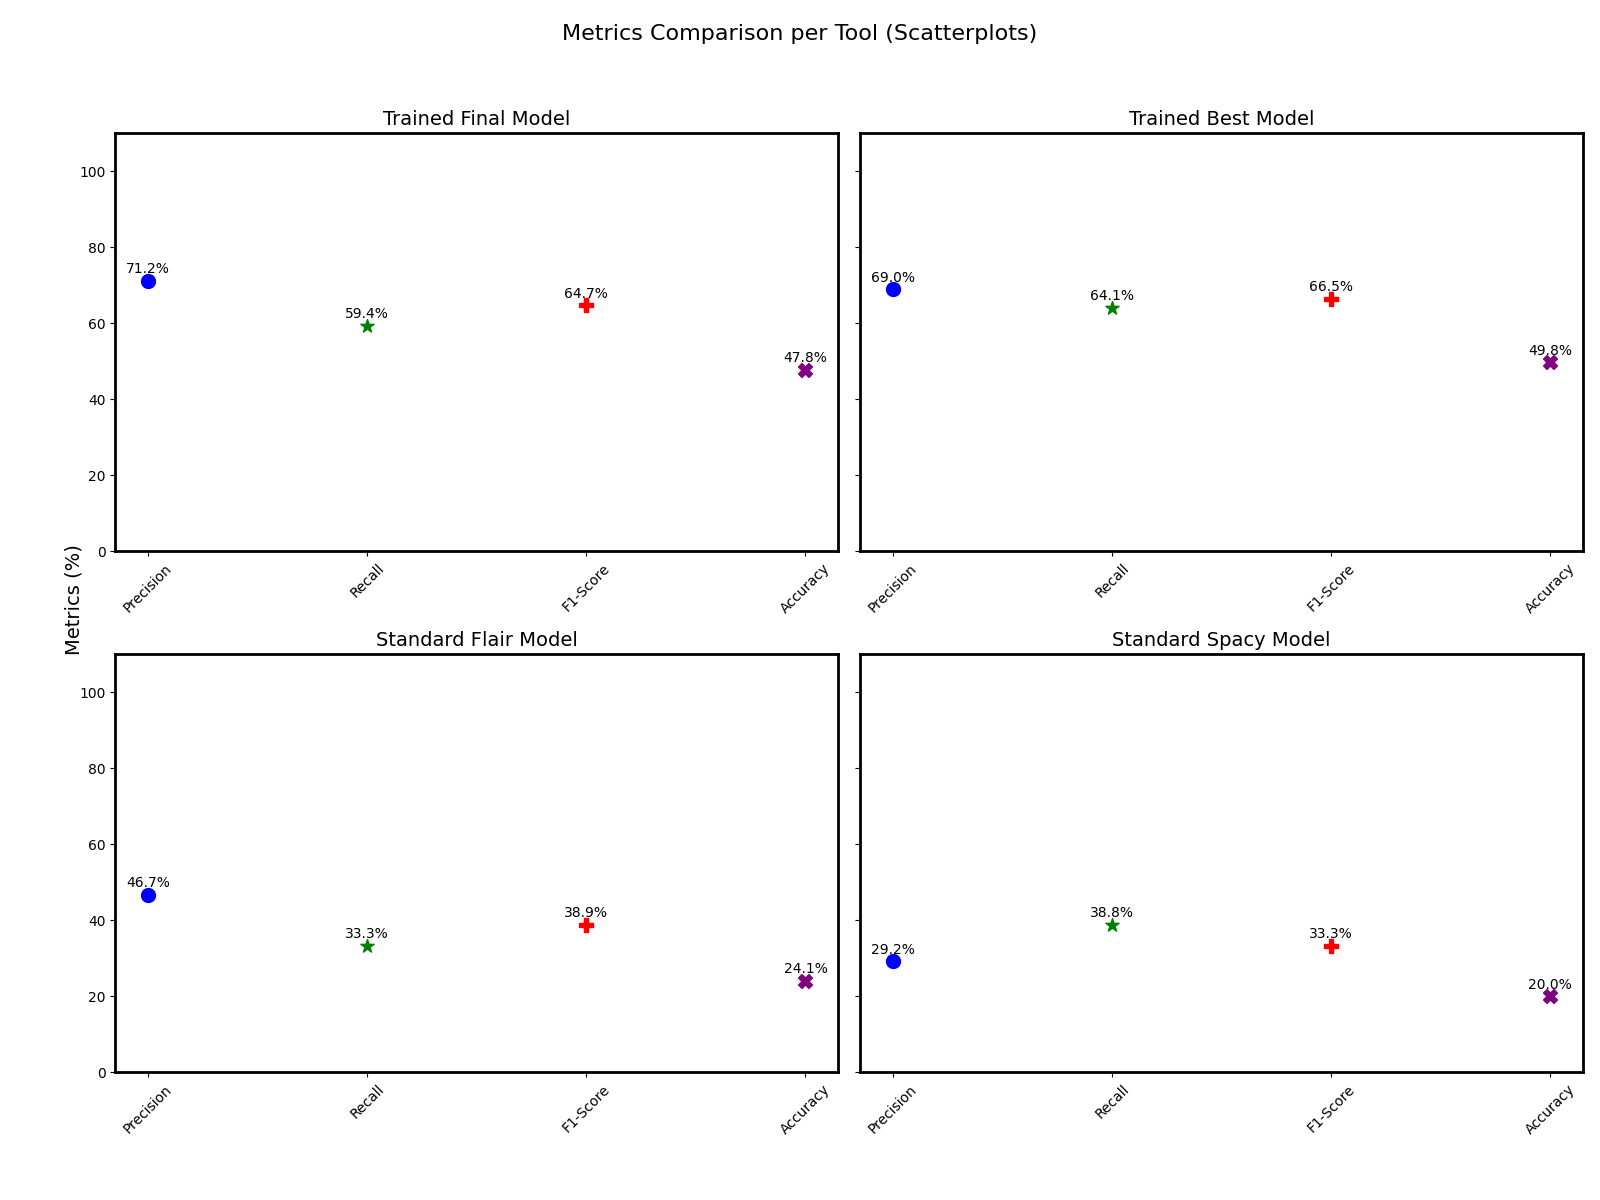 Metrics Comparison per Tool (Scatterplots)
Metrics (%)
Trained Final Model
100
80
60
40
20
0
71.2%
59.4%
64.7%
47.8%
Precision
Recall
F1-Score
Accuracy
Trained Best Model
69.0%
64.1%
66.5%
49.8%
Precision
Recall
F1-Score
Accuracy
Standard Flair Model
100
80
60
40
20
0
46.7%
33.3%
38.9%
24.1%
Precision
Recall
F1-Score
Accuracy
Standard Spacy Model
29.2%
38.8%
33.3%
20.0%
Precision
Recall
F1-Score
Accuracy